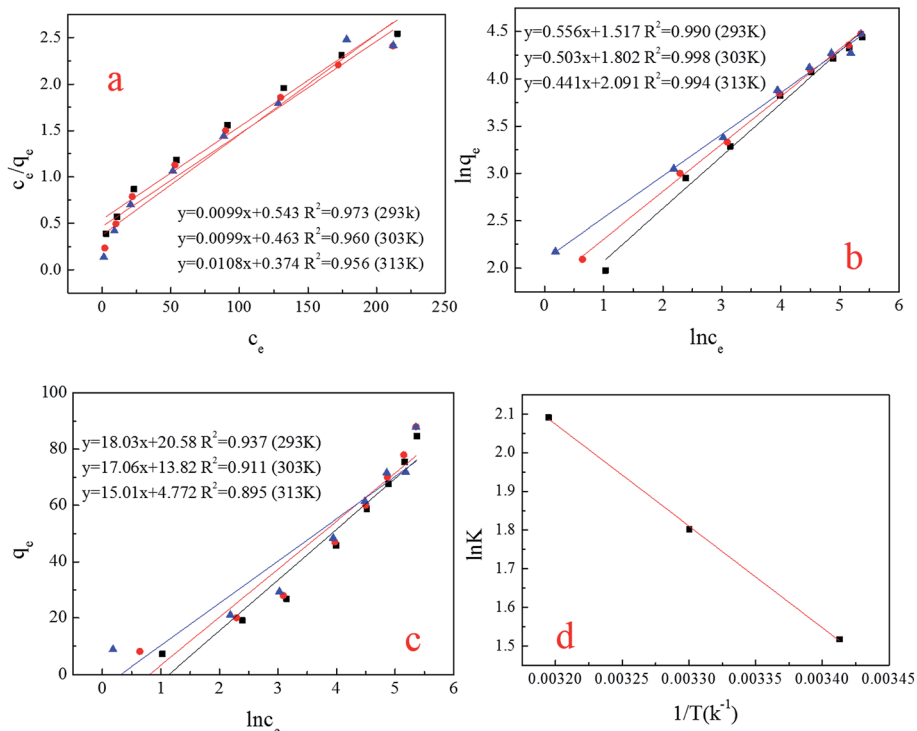 a
c_e/q_e
2.5
2.0
1.5
1.0
0.5
0.0
y=0.0099x+0.543 R²=0.973 (293k)
y=0.0099x+0.463 R²=0.960 (303K)
y=0.0108x+0.374 R²=0.956 (313K)
0 50 100 150 200 250
c_e
b
lnq_e
4.5
4.0
3.5
3.0
2.5
2.0
y=0.556x+1.517 R²=0.990 (293K)
y=0.503x+1.802 R²=0.998 (303K)
y=0.441x+2.091 R²=0.994 (313K)
0 1 2 3 4 5 6
lnc_e
c
q_e
100
80
60
40
20
0
y=18.03x+20.58 R²=0.937 (293K)
y=17.06x+13.82 R²=0.911 (303K)
y=15.01x+4.772 R²=0.895 (313K)
0 1 2 3 4 5 6
lnc_e
d
lnK
2.1
2.0
1.9
1.8
1.7
1.6
1.5
0.00320 0.00325 0.00330 0.00335 0.00340 0.00345
1/T(k⁻¹)